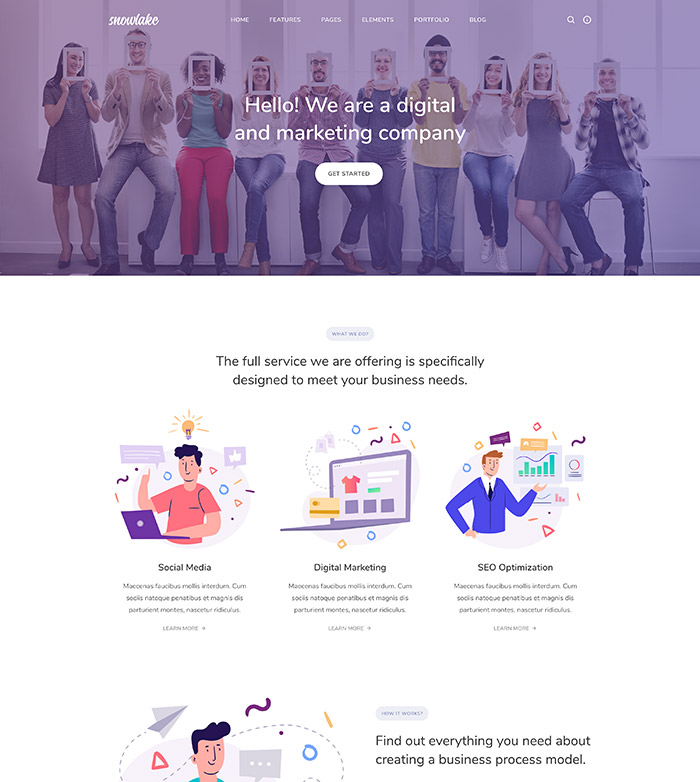 snowlake
HOME FEATURES PAGES ELEMENTS PORTFOLIO BLOG
Hello! We are a digital
and marketing company
GET STARTED
WHAT WE DO?
The full service we are offering is specifically
designed to meet your business needs.
Social Media
Maecenas faucibus mollis interdum. Cum
sociis natoque penatibus et magnis dis
parturient montes, nascetur ridiculus.
LEARN MORE →
Digital Marketing
Maecenas faucibus mollis interdum. Cum
sociis natoque penatibus et magnis dis
parturient montes, nascetur ridiculus.
LEARN MORE →
SEO Optimization
Maecenas faucibus mollis interdum. Cum
sociis natoque penatibus et magnis dis
parturient montes, nascetur ridiculus.
LEARN MORE →
HOW IT WORKS?
Find out everything you need about
creating a business process model.